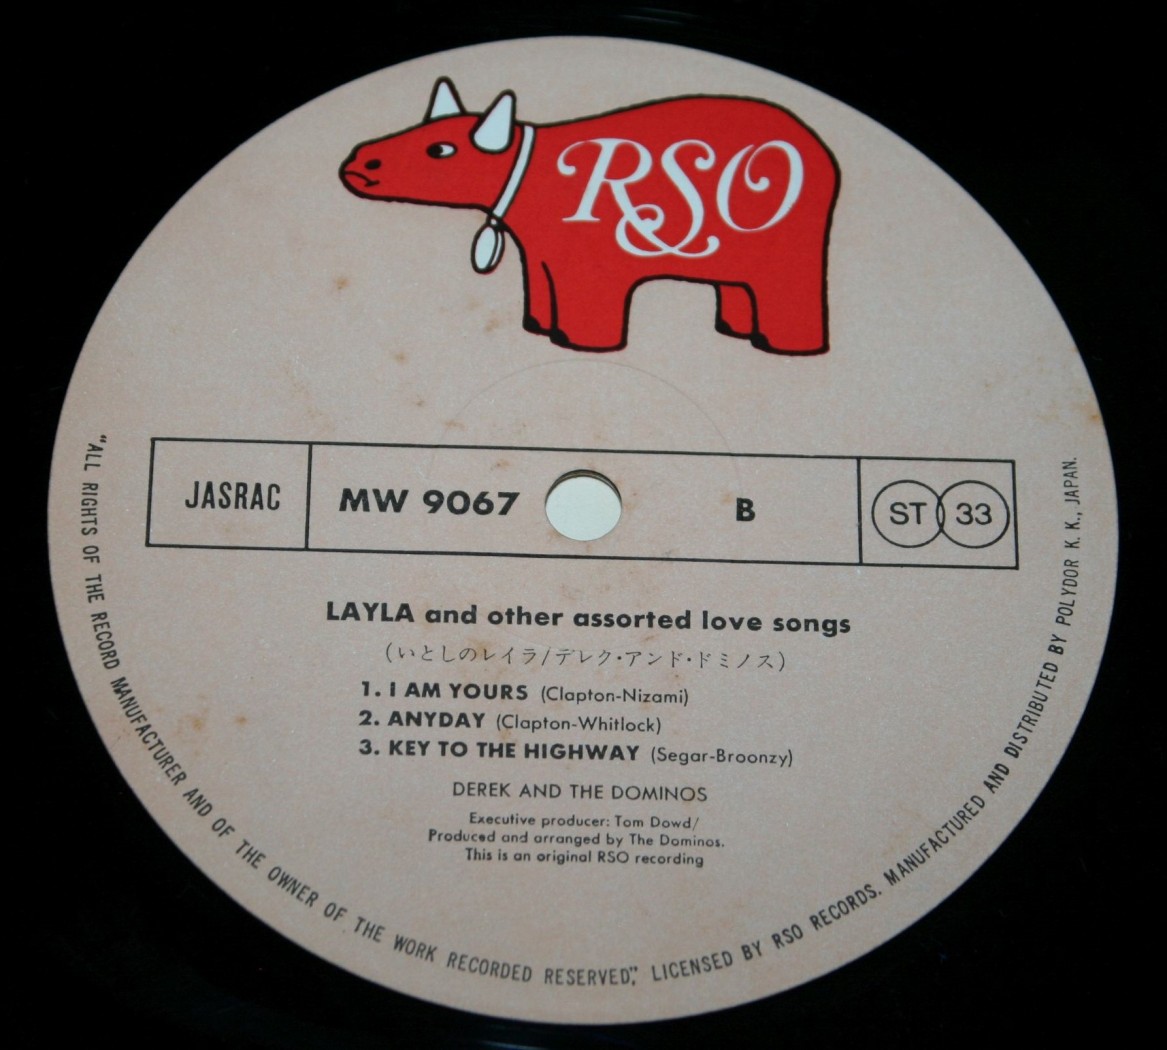 RSO
JASRAC
MW 9067
B
ST 33
LAYLA and other assorted love songs
(いとしのレイラ/デレク・アンド・ドミノス)
1. I AM YOURS (Clapton-Nizami)
2. ANYDAY (Clapton-Whitlock)
3. KEY TO THE HIGHWAY (Segar-Broonzy)
DEREK AND THE DOMINOS
Executive producer: Tom Dowd/
Produced and arranged by The Dominos.
This is an original RSO recording
"ALL RIGHTS OF THE RECORD MANUFACTURER AND OF THE OWNER OF THE WORK RECORDED RESERVED", LICENSED BY RSO RECORDS. MANUFACTURED AND DISTRIBUTED BY POLYDOR K. K., JAPAN.